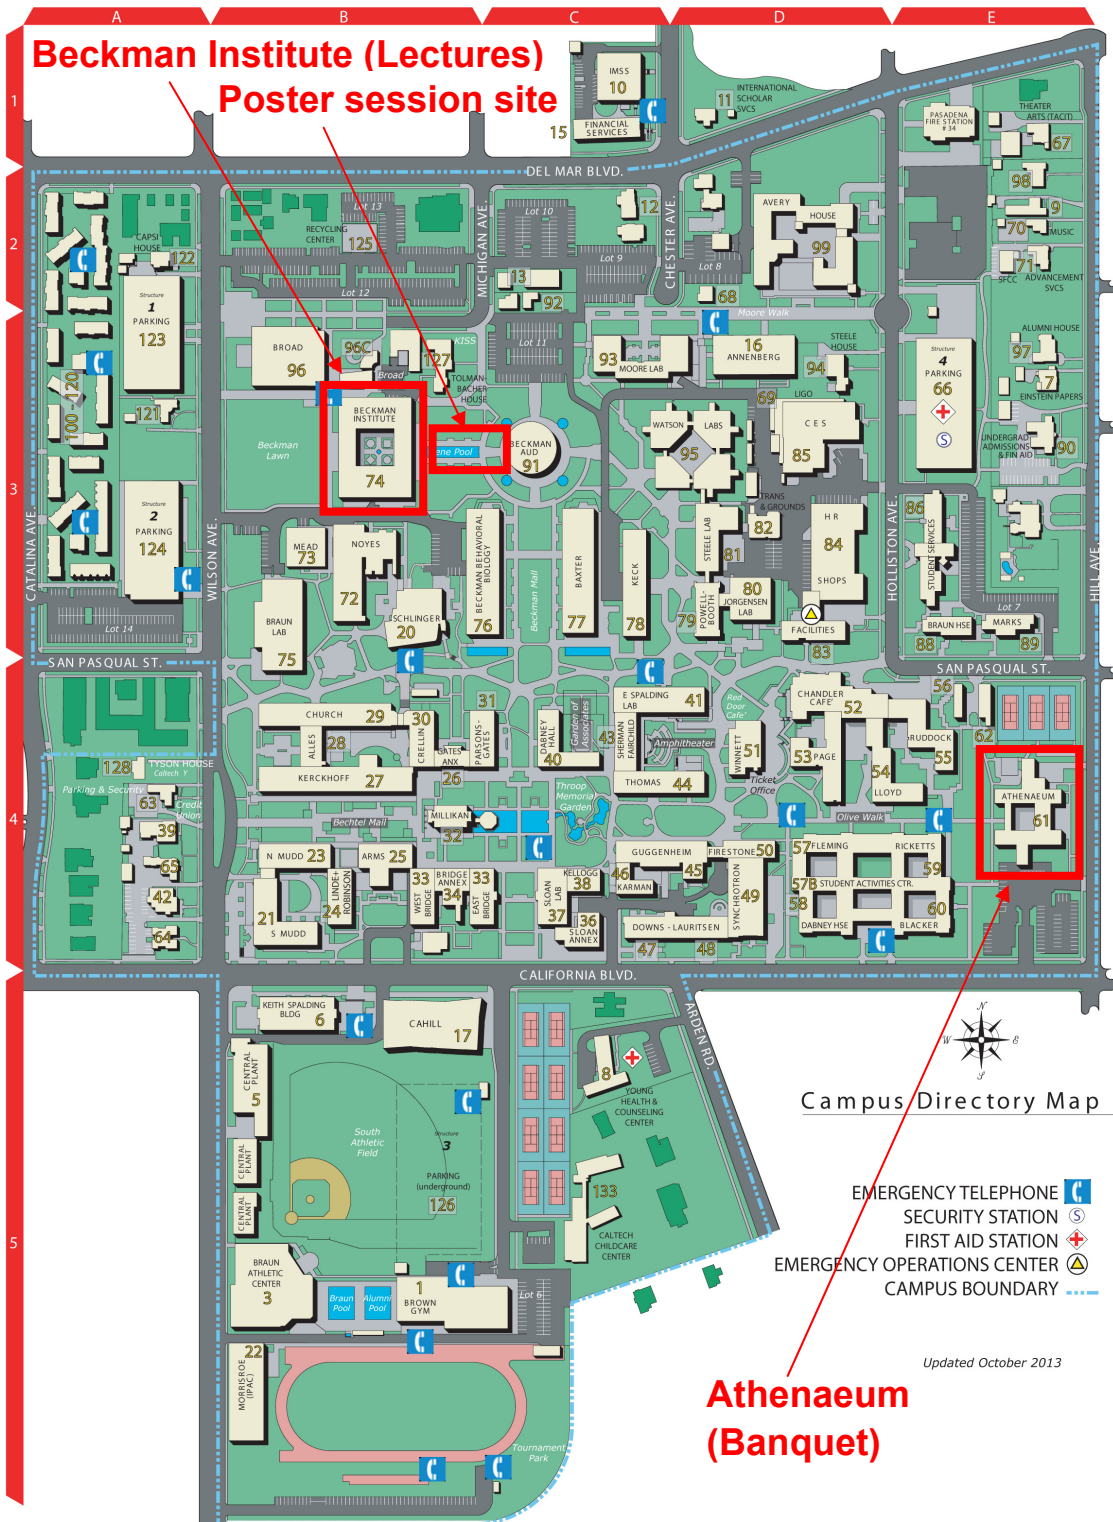 A B C D E
1
2
3
4
5
Beckman Institute (Lectures)
Poster session site
IMSS
10
15
FINANCIAL
SERVICES
11
INTERNATIONAL
SCHOLAR
SVCS
PASADENA
FIRE STATION
# 34
THEATER
ARTS (TACIT)
67
DEL MAR BLVD.
98
9
70
MUSIC
71
SFCC
ADVANCEMENT
SVCS
CAPSI
HOUSE
122
Lot 13
RECYCLING
CENTER
125
Lot 12
MICHIGAN AVE.
Lot 10
12
Lot 9
CHESTER AVE.
Lot 8
AVERY
HOUSE
99
13
92
68
Structure
1
PARKING
123
BROAD
96
96C
Broad
127
KISS
TOLMAN-
BACHER
HOUSE
Lot 11
93
MOORE LAB
Moore Walk
16
ANNENBERG
STEELE
HOUSE
94
Structure
4
PARKING
66
S
ALUMNI HOUSE
97
7
EINSTEIN PAPERS
100 - 120
121
BECKMAN
INSTITUTE
74
Beckman
Lawn
ene Pool
BECKMAN
AUD
91
69
LIGO
WATSON
LABS
95
C E S
85
UNDERGRAD
ADMISSIONS
& FIN AID
90
Structure
2
PARKING
124
CATALINA AVE.
WILSON AVE.
Lot 14
MEAD
73
NOYES
72
BRAUN
LAB
75
SCHLINGER
20
BECKMAN BEHAVIORAL
BIOLOGY
76
Beckman Mall
BAXTER
77
KECK
78
STEELE LAB
81
TRANS
& GROUNDS
82
H R
84
SHOPS
POWELL-
BOOTH
79
80
JORGENSEN
LAB
FACILITIES
83
HOLLISTON AVE.
86
STUDENT SERVICES
Lot 7
BRAUN HSE
88
MARKS
89
HILL AVE.
SAN PASQUAL ST.
SAN PASQUAL ST.
CHURCH
29
30
CRELLIN
31
PARSONS-
GATES
ALLES
28
GATES
ANX
26
KERCKHOFF
27
DABNEY
HALL
40
Garden of
Associates
43
E SPALDING
LAB
41
SHERMAN
FAIRCHILD
Amphitheater
THOMAS
44
Red
Door
Cafe'
WINNETT
51
Ticket
Office
CHANDLER
CAFE'
52
53
PAGE
54
LLOYD
RUDDOCK
55
56
62
ATHENAEUM
61
128
TYSON HOUSE
Caltech Y
Parking & Security
63
Credit
Union
39
65
42
64
Bechtel Mall
MILLIKAN
32
Throop
Memorial
Garden
Olive Walk
N MUDD
23
ARMS
25
21
S MUDD
24
LINDE+
ROBINSON
33
WEST
BRIDGE
BRIDGE
ANNEX
34
33
EAST
BRIDGE
SLOAN
LAB
37
KELLOGG
38
36
SLOAN
ANNEX
GUGGENHEIM
46
KARMAN
45
FIRESTONE
50
SYNCHROTRON
49
DOWNS - LAURITSEN
47
48
57
FLEMING
RICKETTS
59
57B
STUDENT ACTIVITIES CTR.
58
DABNEY HSE
60
BLACKER
CALIFORNIA BLVD.
KEITH SPALDING
BLDG
6
CAHILL
17
CENTRAL
PLANT
5
CENTRAL
PLANT
CENTRAL
PLANT
South
Athletic
Field
Structure
3
PARKING
(underground)
126
8
YOUNG
HEALTH &
COUNSELING
CENTER
ARDEN RD.
133
CALTECH
CHILDCARE
CENTER
N
W
E
S
Campus Directory Map
EMERGENCY TELEPHONE
SECURITY STATION S
FIRST AID STATION
EMERGENCY OPERATIONS CENTER
CAMPUS BOUNDARY
BRAUN
ATHLETIC
CENTER
3
Braun
Pool
Alumni
Pool
1
BROWN
GYM
Lot 6
22
MORRISROE
(IPAC)
Tournament
Park
Updated October 2013
Athenaeum
(Banquet)